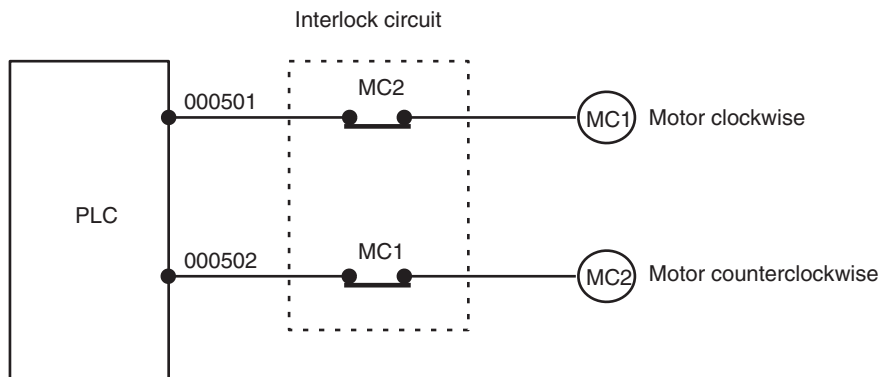 Interlock circuit
000501
MC2
MC1 Motor clockwise
PLC
000502
MC1
MC2 Motor counterclockwise